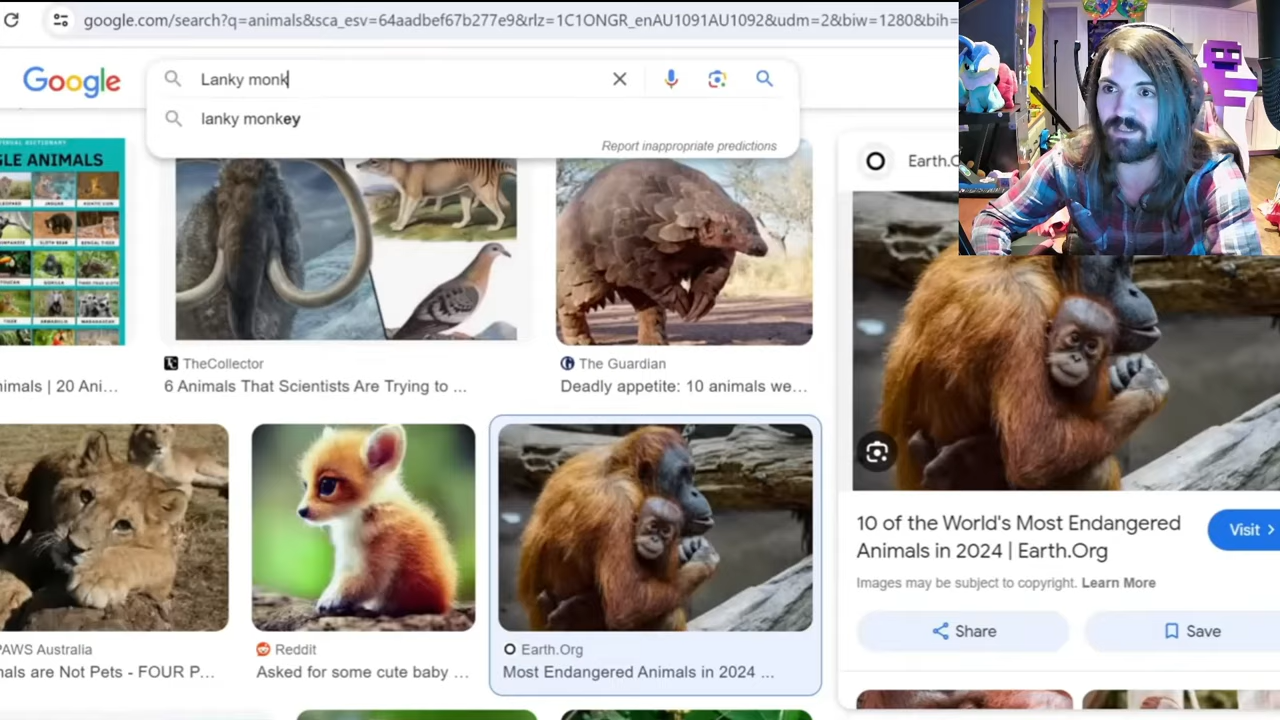 google.com/search?q=animals&sca_esv=64aadbef67b277e9&rlz=1C1ONGR_enAU1091AU1092&udm=2&biw=1280&bih=
Google
Lanky monk
lanky monkey
Report inappropriate predictions
GLE ANIMALS
Earth.O
TheCollector
The Guardian
nimals | 20 Ani...
6 Animals That Scientists Are Trying to ...
Deadly appetite: 10 animals we...
10 of the World's Most Endangered
Animals in 2024 | Earth.Org
Visit
Images may be subject to copyright. Learn More
Share
Save
PAWS Australia
Reddit
Earth.Org
mals are Not Pets - FOUR P...
Asked for some cute baby ...
Most Endangered Animals in 2024 ...